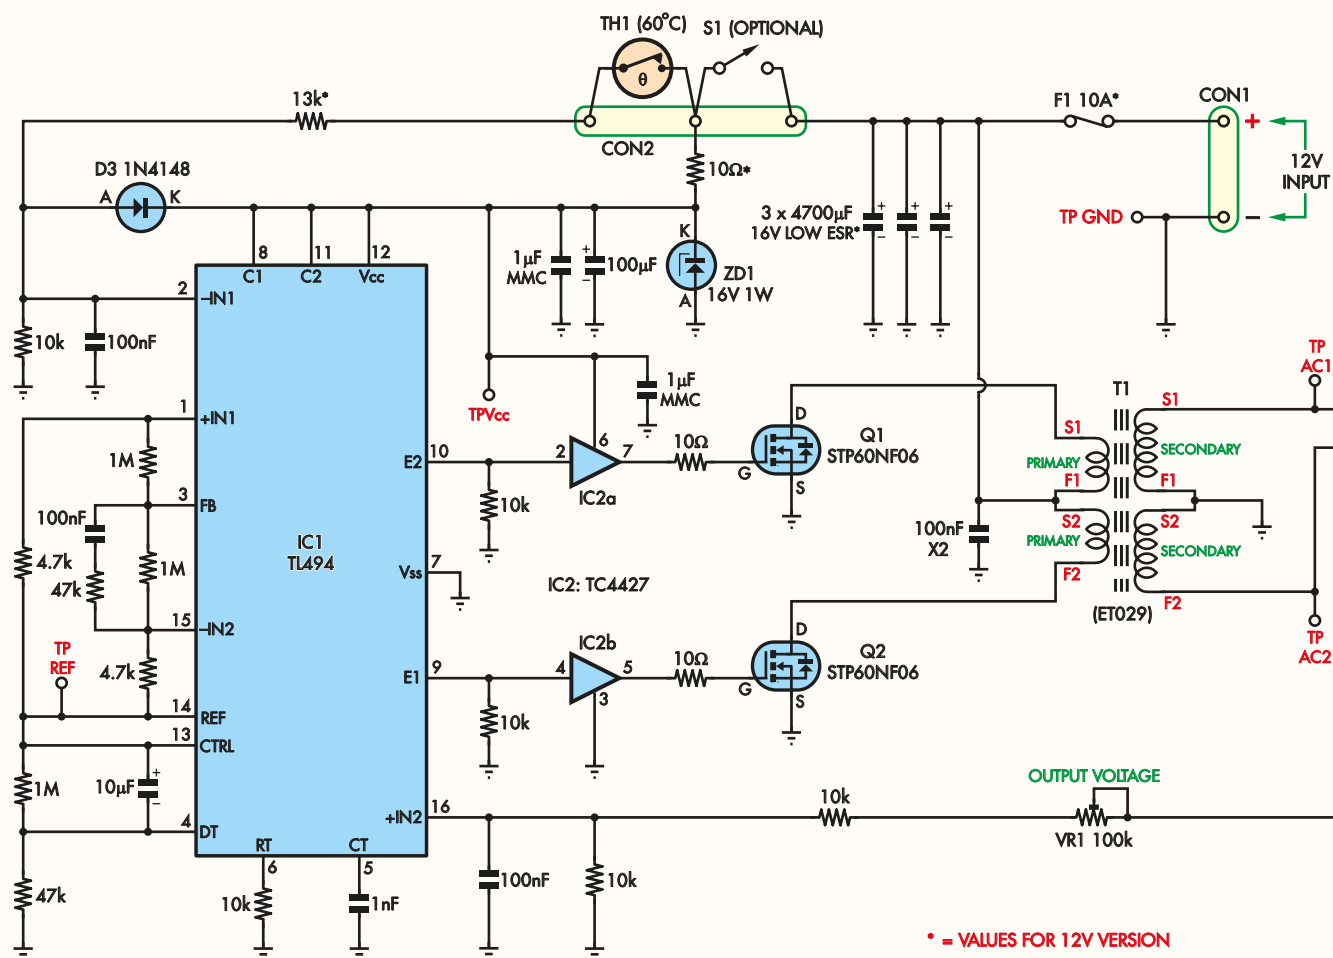 TH1 (60°C)
S1 (OPTIONAL)
θ
13k*
CON2
F1 10A*
CON1
+
12V
INPUT
–
TP GND
D3 1N4148
A
K
10Ω*
3 x 4700µF
16V LOW ESR*
+
–
+
–
+
–
8
11
12
C1
C2
Vcc
1µF
MMC
+
–
100µF
K
ZD1
16V 1W
A
2
–IN1
10k
100nF
1µF
MMC
TPVcc
TP
AC1
1
+IN1
1M
3
FB
100nF
4.7k
47k
1M
15
–IN2
TP
REF
4.7k
14
REF
13
CTRL
1M
10µF
+
–
4
DT
47k
IC1
TL494
RT
CT
6
5
10k
1nF
10
E2
10k
7
Vss
9
E1
10k
16
+IN2
100nF
10k
2
6
7
IC2a
10Ω
D
G
S
Q1
STP60NF06
IC2: TC4427
IC2b
4
5
3
10Ω
D
G
S
Q2
STP60NF06
100nF
X2
T1
S1
PRIMARY
F1
S2
PRIMARY
F2
S1
SECONDARY
F1
S2
SECONDARY
F2
(ET029)
TP
AC2
OUTPUT VOLTAGE
10k
VR1 100k
* = VALUES FOR 12V VERSION